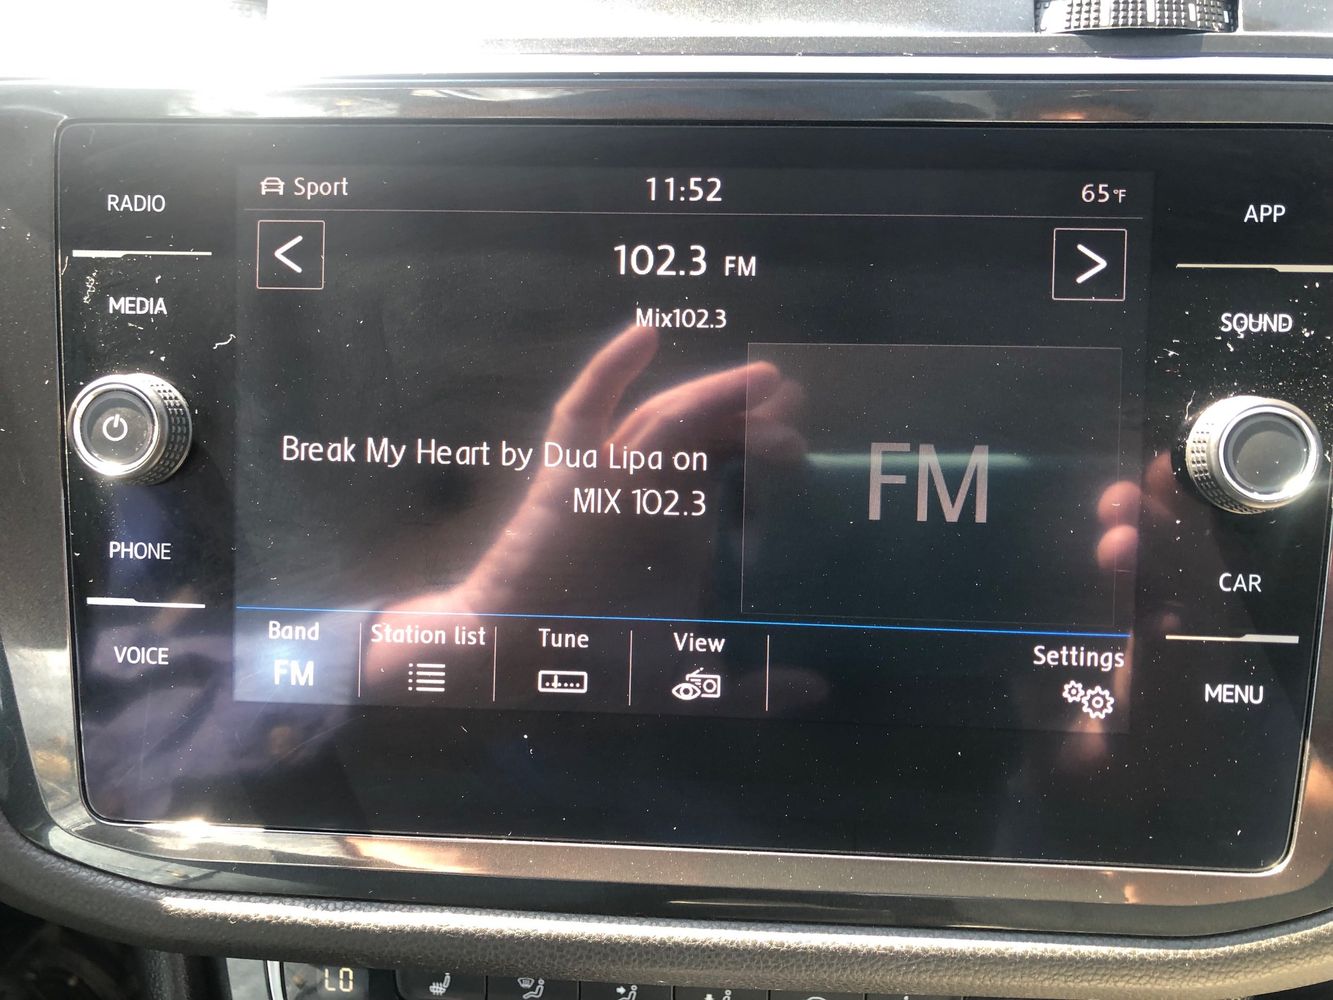 RADIO
MEDIA
PHONE
VOICE
Sport
11:52
65°F
102.3 FM
Mix102.3
Break My Heart by Dua Lipa on
MIX 102.3
FM
Band
FM
Station list
Tune
View
Settings
APP
SOUND
CAR
MENU
LO